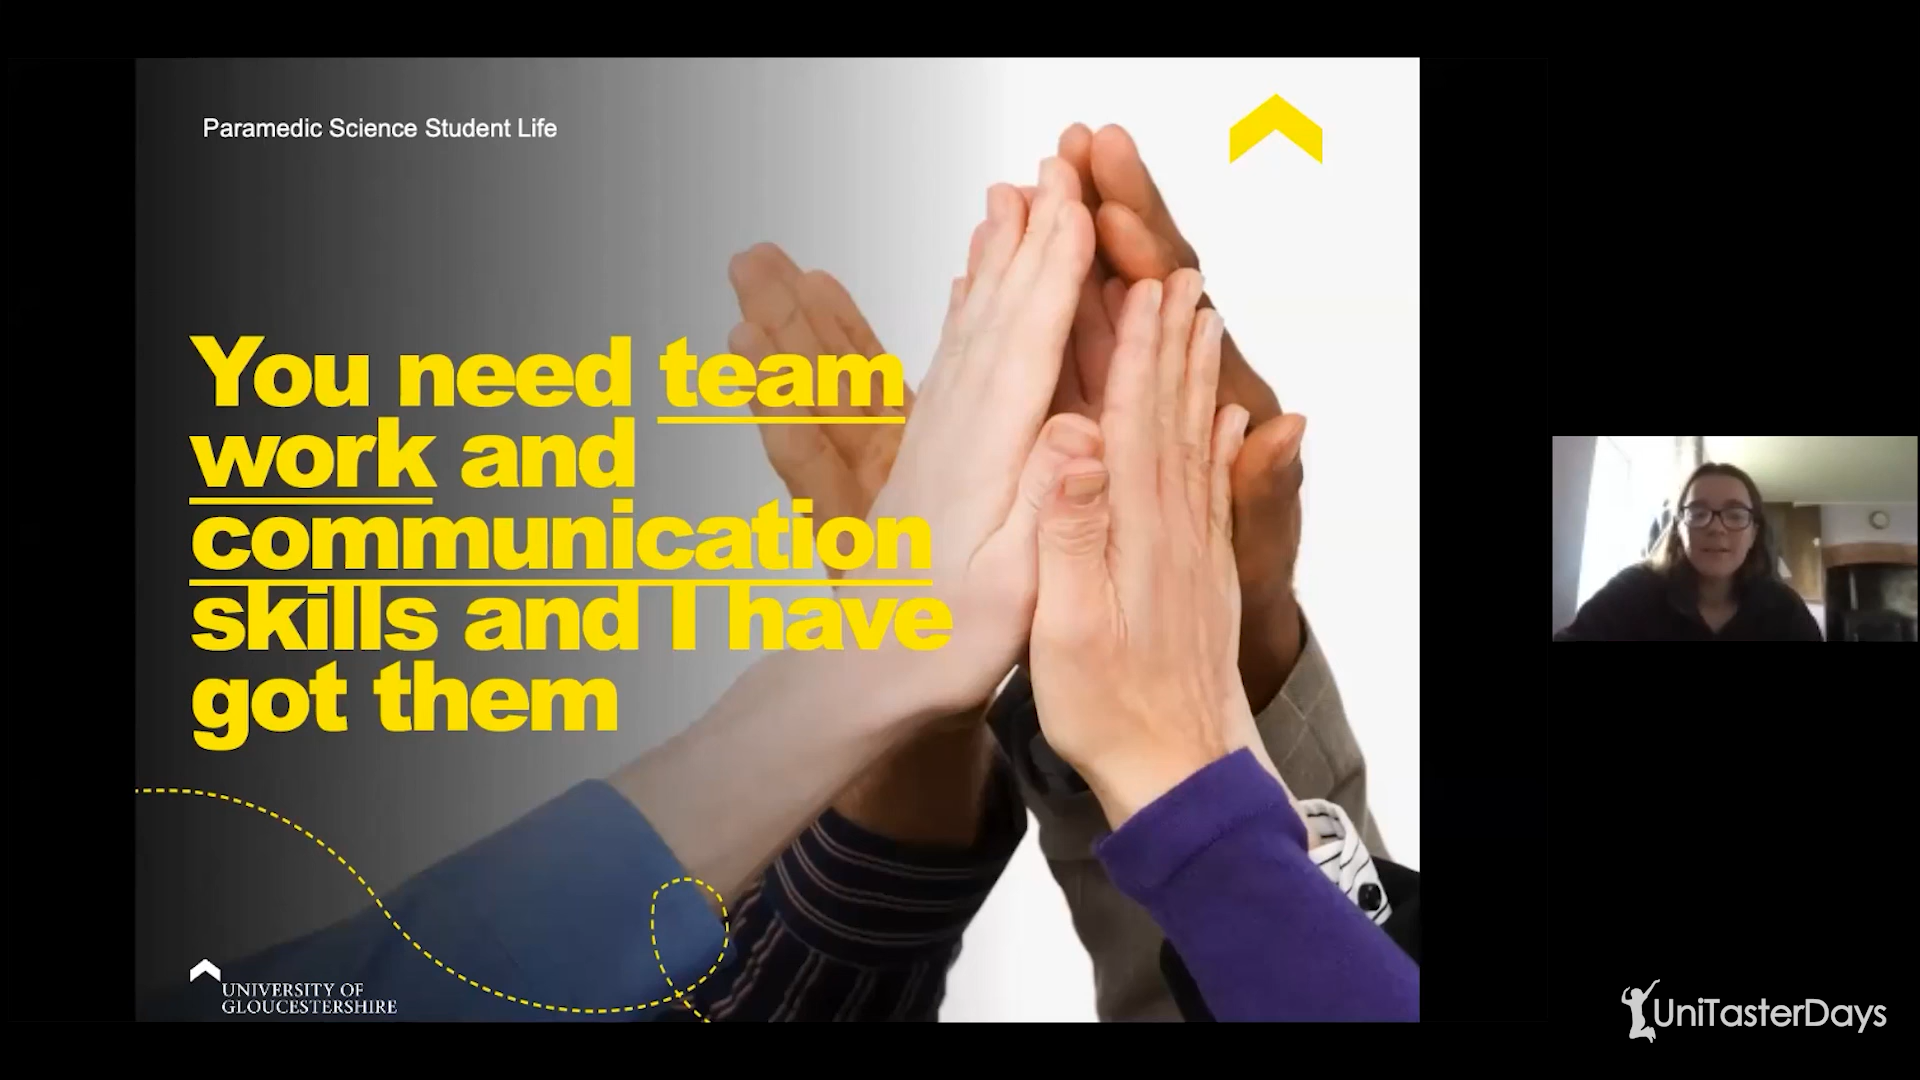 Paramedic Science Student Life
You need team
work and
communication
skills and I have
got them
UNIVERSITY OF
GLOUCESTERSHIRE
UniTasterDays